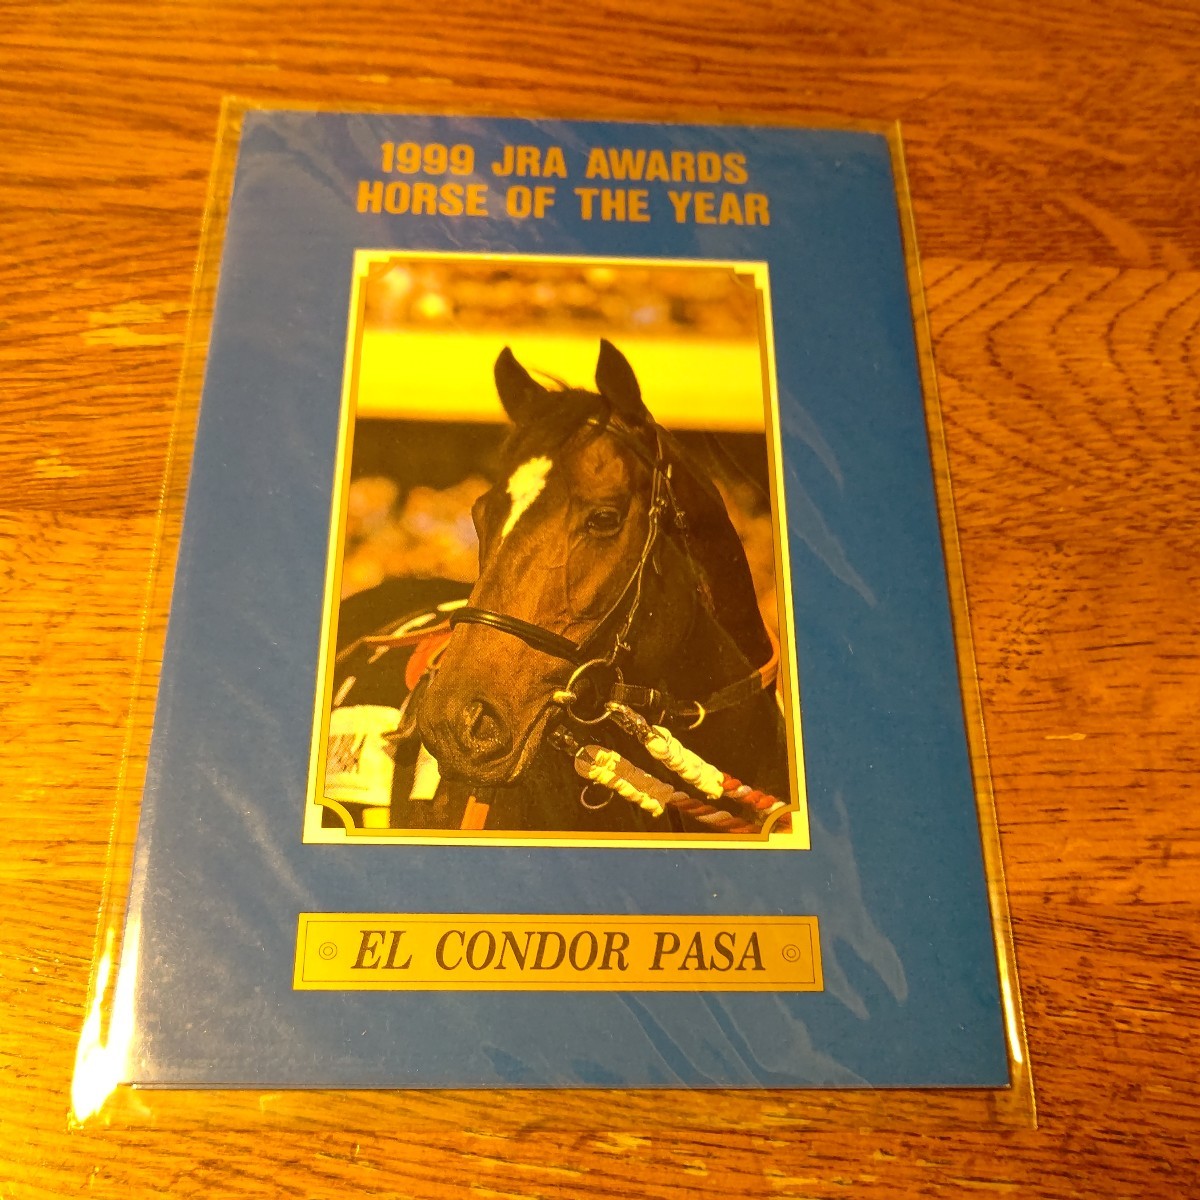 1999 JRA AWARDS
HORSE OF THE YEAR
EL CONDOR PASA